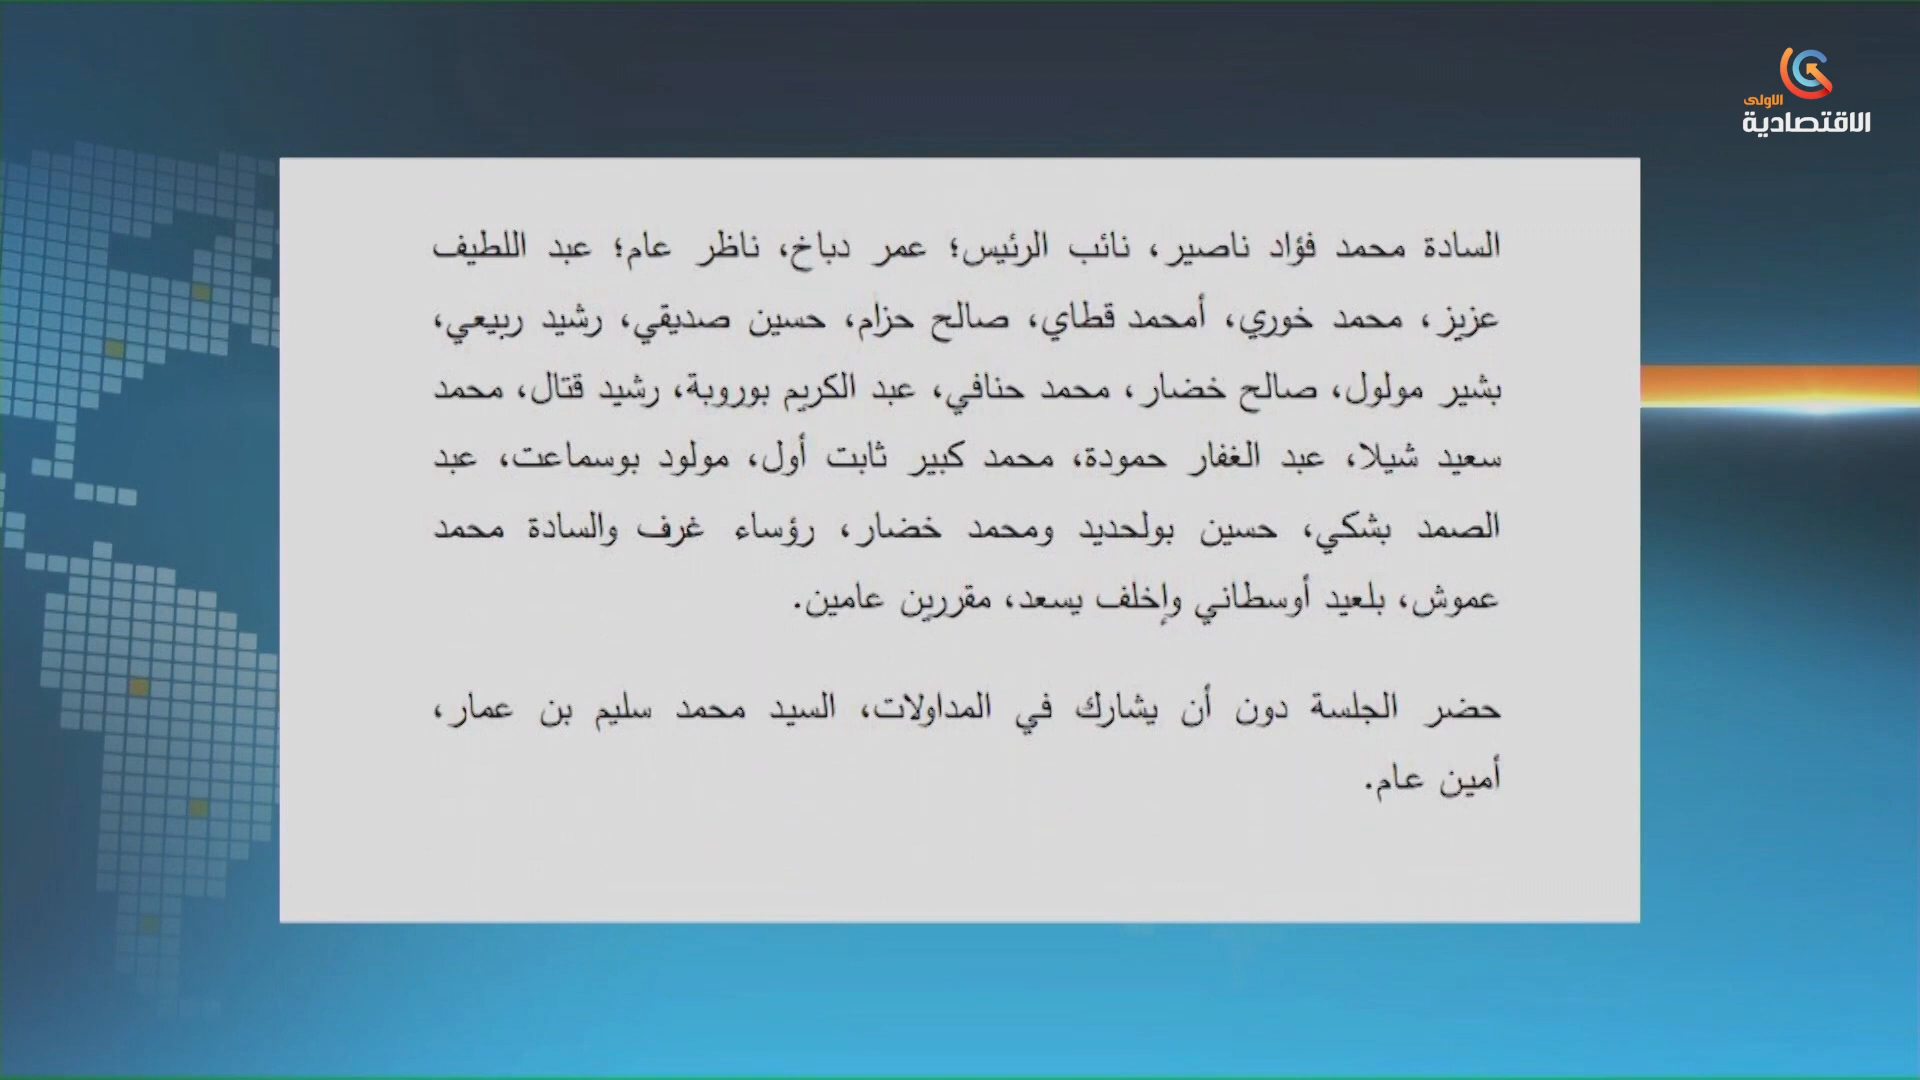 الأولى
الاقتصادية
السادة محمد فؤاد ناصير، نائب الرئيس؛ عمر دباخ، ناظر عام؛ عبد اللطيف
عزيز، محمد خوري، أمحمد قطاي، صالح حزام، حسين صديقي، رشيد ربيعي،
بشير مولول، صالح خضار، محمد حنافي، عبد الكريم بوروبة، رشيد قتال، محمد
سعيد شيلا، عبد الغفار حمودة، محمد كبير ثابت أول، مولود بوسماعت، عبد
الصمد بشكي، حسين بولحديد ومحمد خضار، رؤساء غرف والسادة محمد
عموش، بلعيد أوسطاني وإخلف يسعد، مقررين عامين.
حضر الجلسة دون أن يشارك في المداولات، السيد محمد سليم بن عمار،
أمين عام.